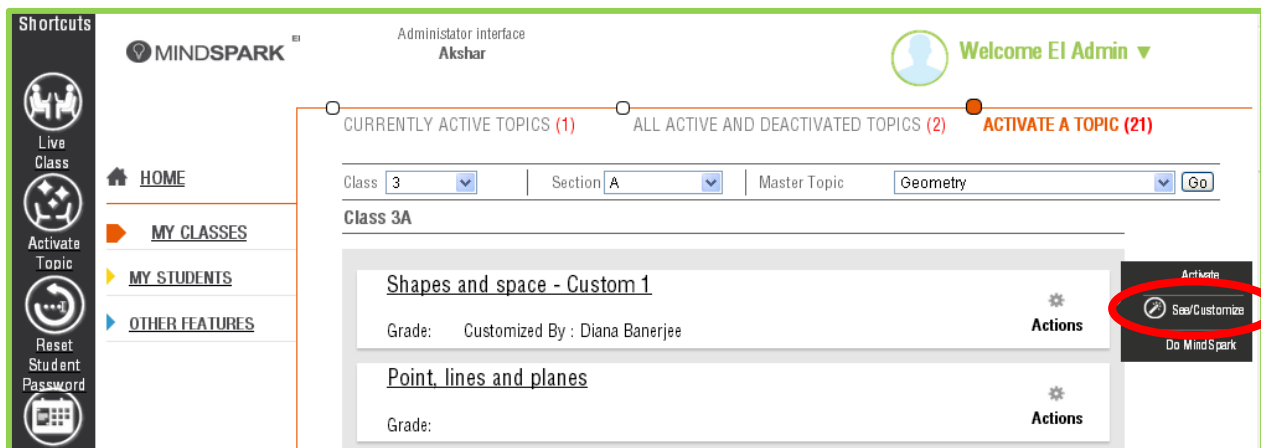 Shortcuts
Live
Class
Activate
Topic
Reset
Student
Password
MINDSPARK EI
Administator interface
Akshar
Welcome EI Admin ▼
HOME
MY CLASSES
MY STUDENTS
OTHER FEATURES
CURRENTLY ACTIVE TOPICS (1) ALL ACTIVE AND DEACTIVATED TOPICS (2) ACTIVATE A TOPIC (21)
Class 3 Section A Master Topic Geometry Go
Class 3A
Shapes and space - Custom 1
Grade: Customized By : Diana Banerjee
Actions
Activate
See/Customize
Do MindSpark
Point, lines and planes
Grade:
Actions